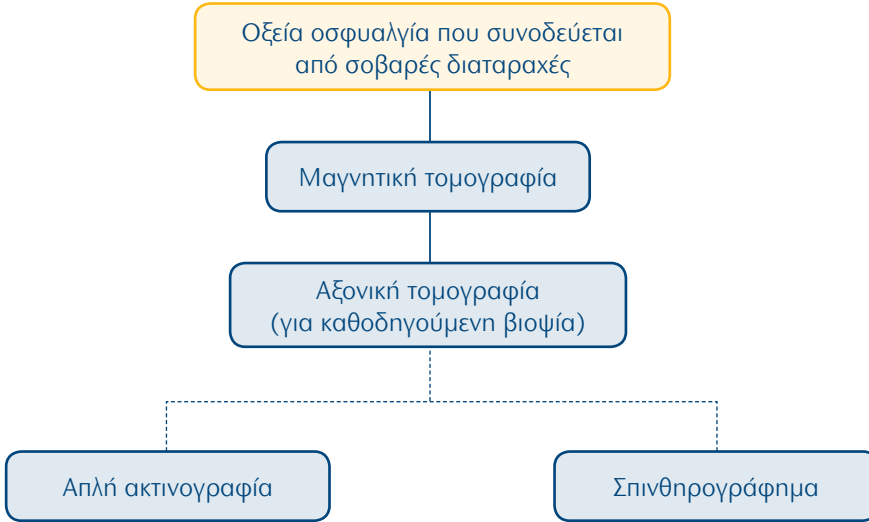 Οξεία οσφυαλγία που συνοδεύεται
από σοβαρές διαταραχές
Μαγνητική τομογραφία
Αξονική τομογραφία
(για καθοδηγούμενη βιοψία)
Απλή ακτινογραφία
Σπινθηρογράφημα